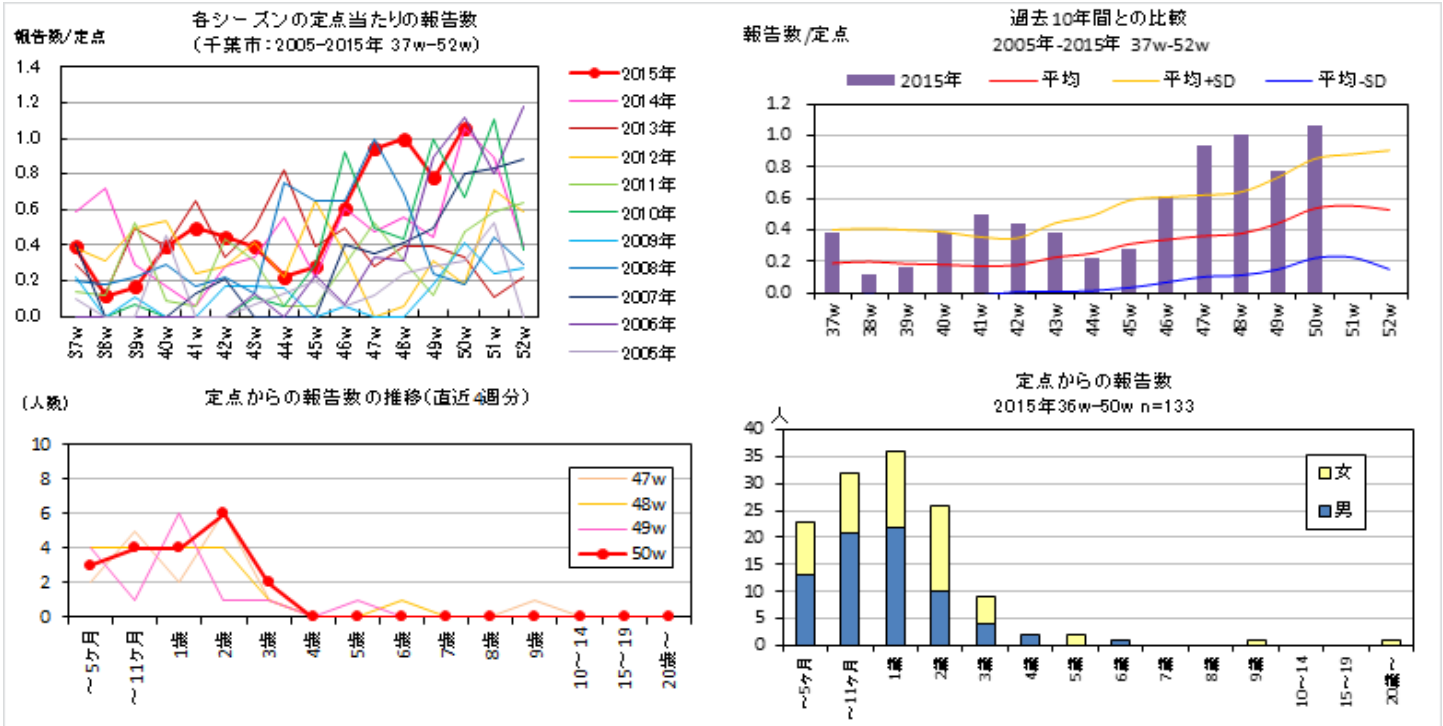 各シーズンの定点当たりの報告数
(千葉市：2005-2015年 37w-52w)
報告数/定点
1.4
1.2
1.0
0.8
0.6
0.4
0.2
0.0
37w
38w
39w
40w
41w
42w
43w
44w
45w
46w
47w
48w
49w
50w
51w
52w
2015年
2014年
2013年
2012年
2011年
2010年
2009年
2008年
2007年
2006年
2005年
過去10年間との比較
2005年-2015年 37w-52w
報告数/定点
2015年
平均
平均+SD
平均-SD
1.2
1.0
0.8
0.6
0.4
0.2
0.0
37w
38w
39w
40w
41w
42w
43w
44w
45w
46w
47w
48w
49w
50w
51w
52w
定点からの報告数の推移(直近4週分)
(人数)
10
8
6
4
2
0
47w
48w
49w
50w
～5ヶ月
～11ヶ月
1歳
2歳
3歳
4歳
5歳
6歳
7歳
8歳
9歳
10～14
15～19
20歳～
定点からの報告数
2015年36w-50w n=133
人
40
35
30
25
20
15
10
5
0
女
男
～5ヶ月
～11ヶ月
1歳
2歳
3歳
4歳
5歳
6歳
7歳
8歳
9歳
10～14
15～19
20歳～